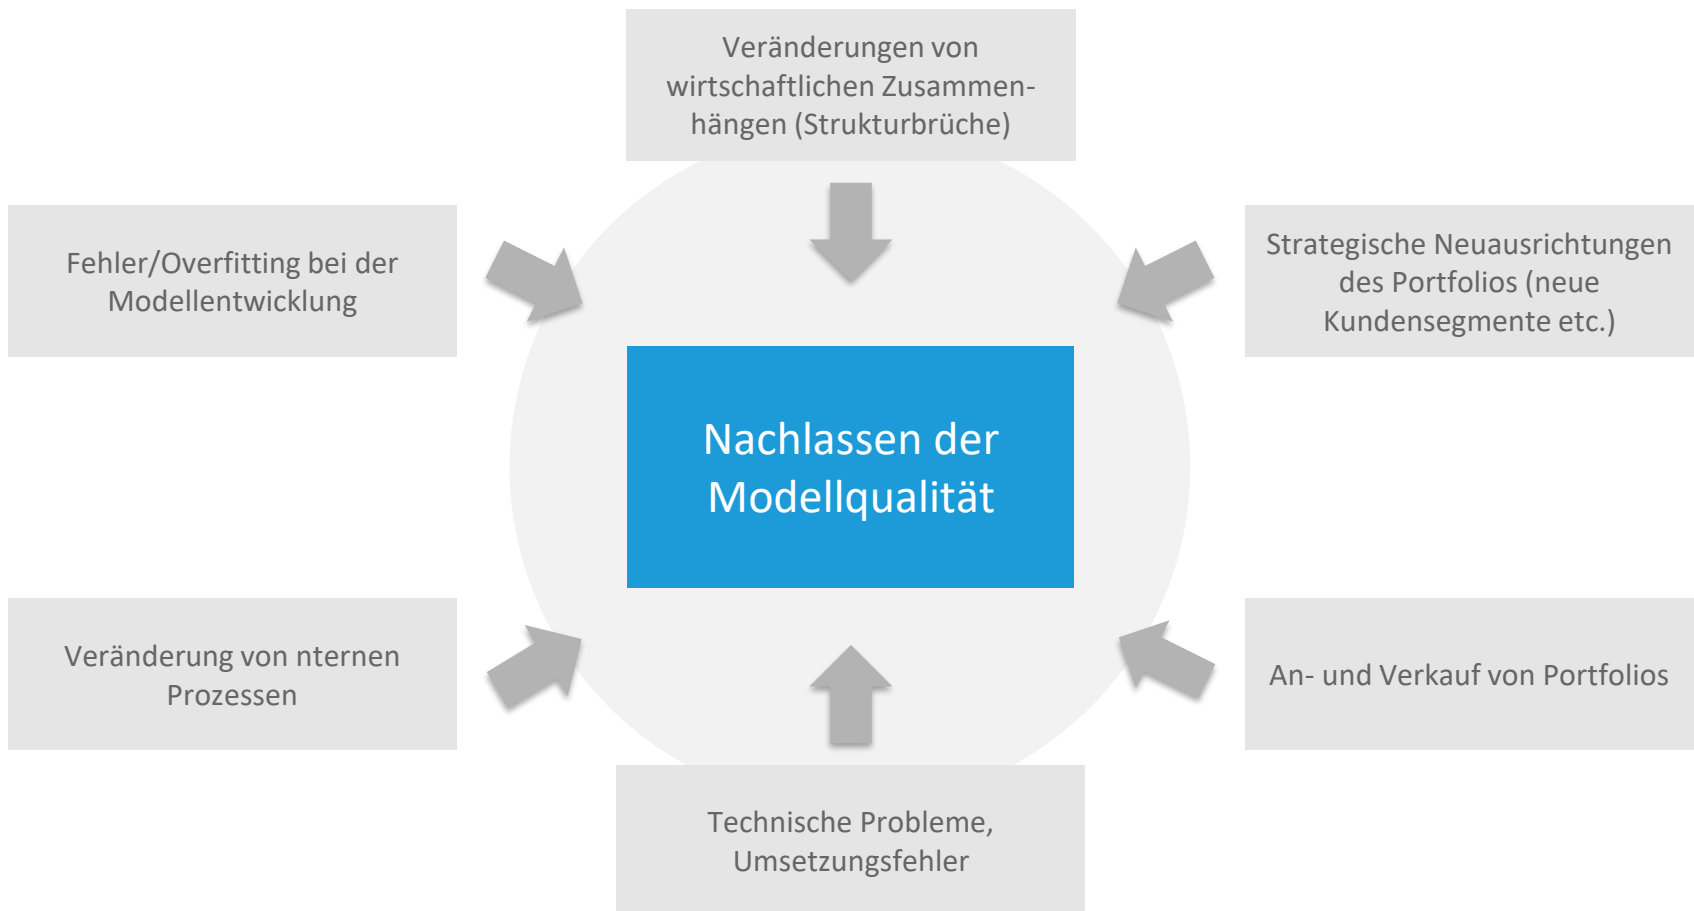 Veränderungen von
wirtschaftlichen Zusammen-
hängen (Strukturbrüche)
Fehler/Overfitting bei der
Modellentwicklung
Strategische Neuausrichtungen
des Portfolios (neue
Kundensegmente etc.)
Nachlassen der
Modellqualität
Veränderung von nternen
Prozessen
An- und Verkauf von Portfolios
Technische Probleme,
Umsetzungsfehler